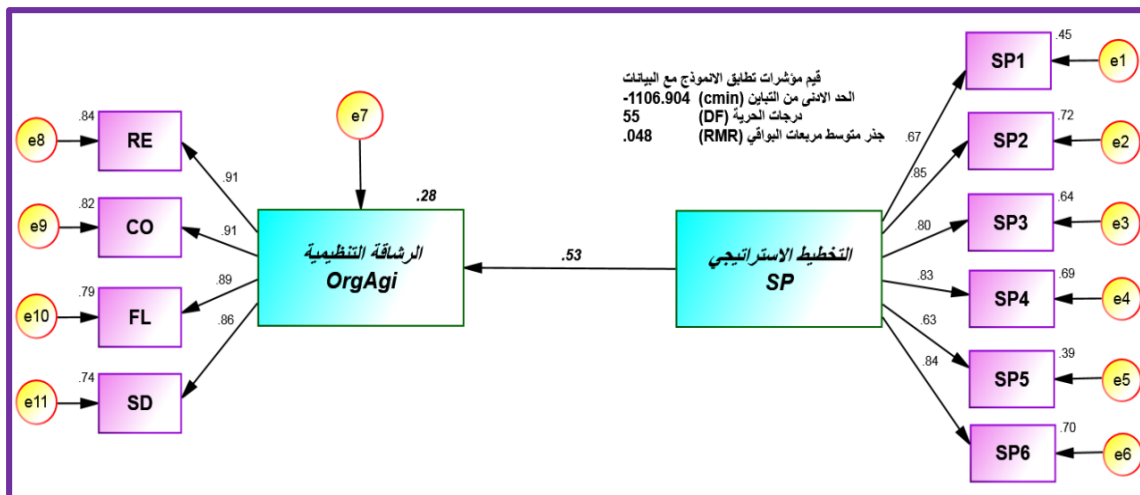 قيم مؤشرات تطابق الانموذج مع البيانات
الحد الادنى من التباين (cmin) 1106.904-
درجات الحرية (DF) 55
جذر متوسط مربعات البواقي (RMR) .048
e7
e8
.84
RE
.91
e9
.82
CO
.91
e10
.79
FL
.89
e11
.74
SD
.86
.28
الرشاقة التنظيمية
OrgAgi
.53
التخطيط الاستراتيجي
SP
.67
SP1
.45
e1
.85
SP2
.72
e2
.80
SP3
.64
e3
.83
SP4
.69
e4
.63
SP5
.39
e5
.84
SP6
.70
e6